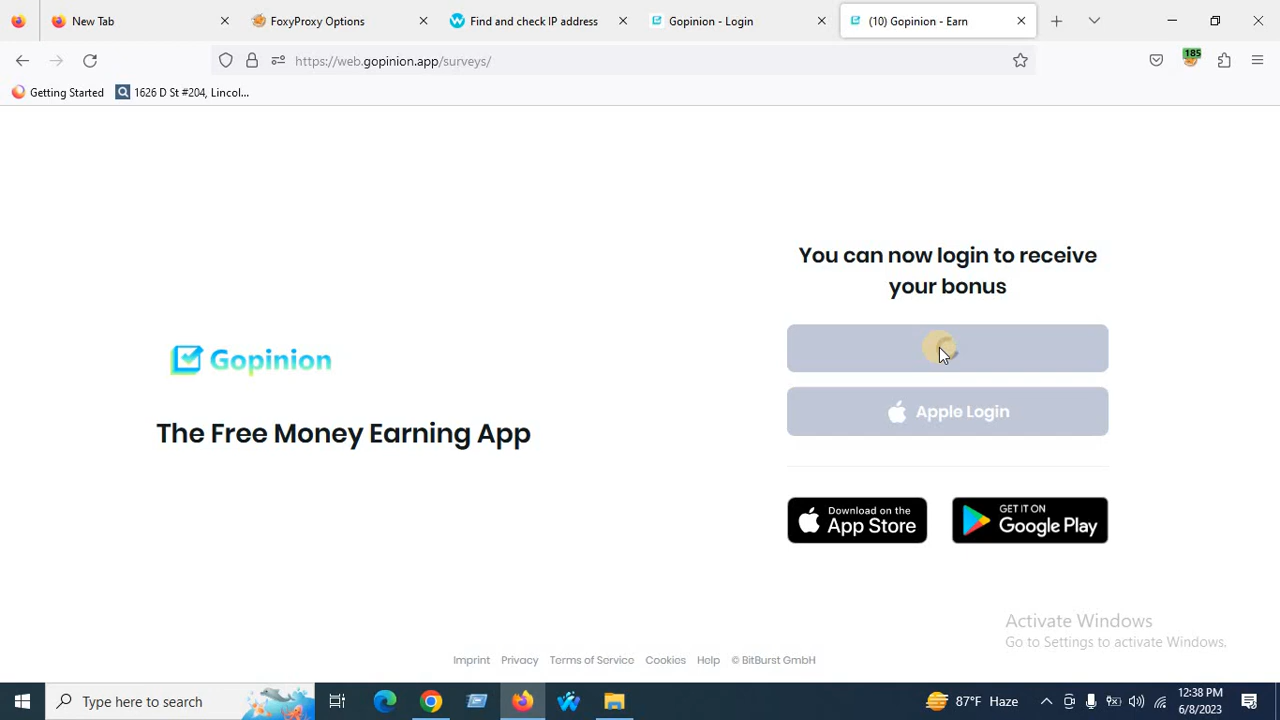 New Tab
FoxyProxy Options
Find and check IP address
Gopinion - Login
(10) Gopinion - Earn
https://web.gopinion.app/surveys/
185
Getting Started
1626 D St #204, Lincol...
You can now login to receive
your bonus
Gopinion
Apple Login
The Free Money Earning App
Download on the
App Store
GET IT ON
Google Play
Activate Windows
Go to Settings to activate Windows.
Imprint Privacy Terms of Service Cookies Help © BitBurst GmbH
Type here to search
87°F Haze
12:38 PM
6/8/2023